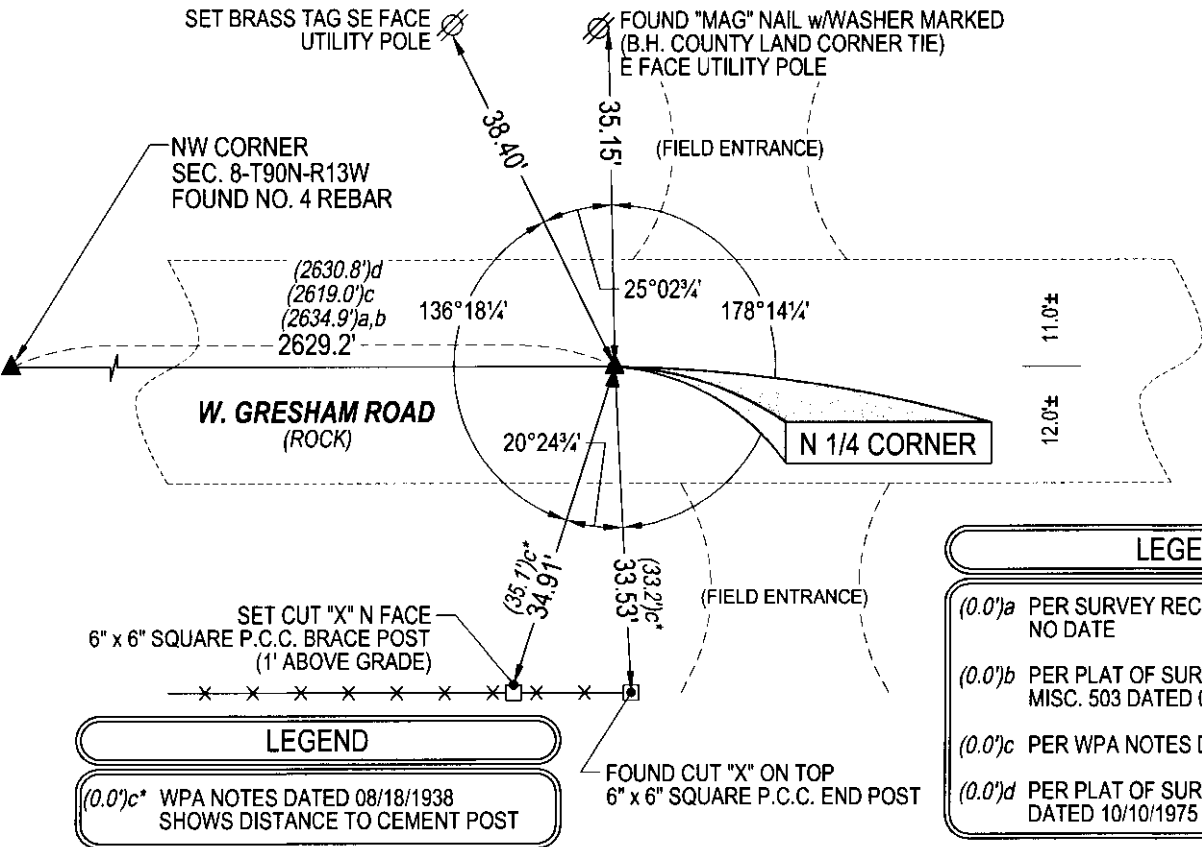 SET BRASS TAG SE FACE
UTILITY POLE
FOUND "MAG" NAIL w/WASHER MARKED
(B.H. COUNTY LAND CORNER TIE)
E FACE UTILITY POLE
38.40'
35.15'
(FIELD ENTRANCE)
NW CORNER
SEC. 8-T90N-R13W
FOUND NO. 4 REBAR
(2630.8')d
(2619.0')c
(2634.9')a,b
2629.2'
136°18¼'
25°02¾'
178°14¼'
11.0'±
12.0'±
W. GRESHAM ROAD
(ROCK)
20°24¾'
N 1/4 CORNER
(35.1')c*
34.91'
(33.2')c*
33.53'
(FIELD ENTRANCE)
SET CUT "X" N FACE
6" x 6" SQUARE P.C.C. BRACE POST
(1' ABOVE GRADE)
FOUND CUT "X" ON TOP
6" x 6" SQUARE P.C.C. END POST
LEGEND
(0.0')c* WPA NOTES DATED 08/18/1938
SHOWS DISTANCE TO CEMENT POST
LEGE
(0.0')a PER SURVEY REC
NO DATE
(0.0')b PER PLAT OF SUR
MISC. 503 DATED
(0.0')c PER WPA NOTES D
(0.0')d PER PLAT OF SUR
DATED 10/10/1975